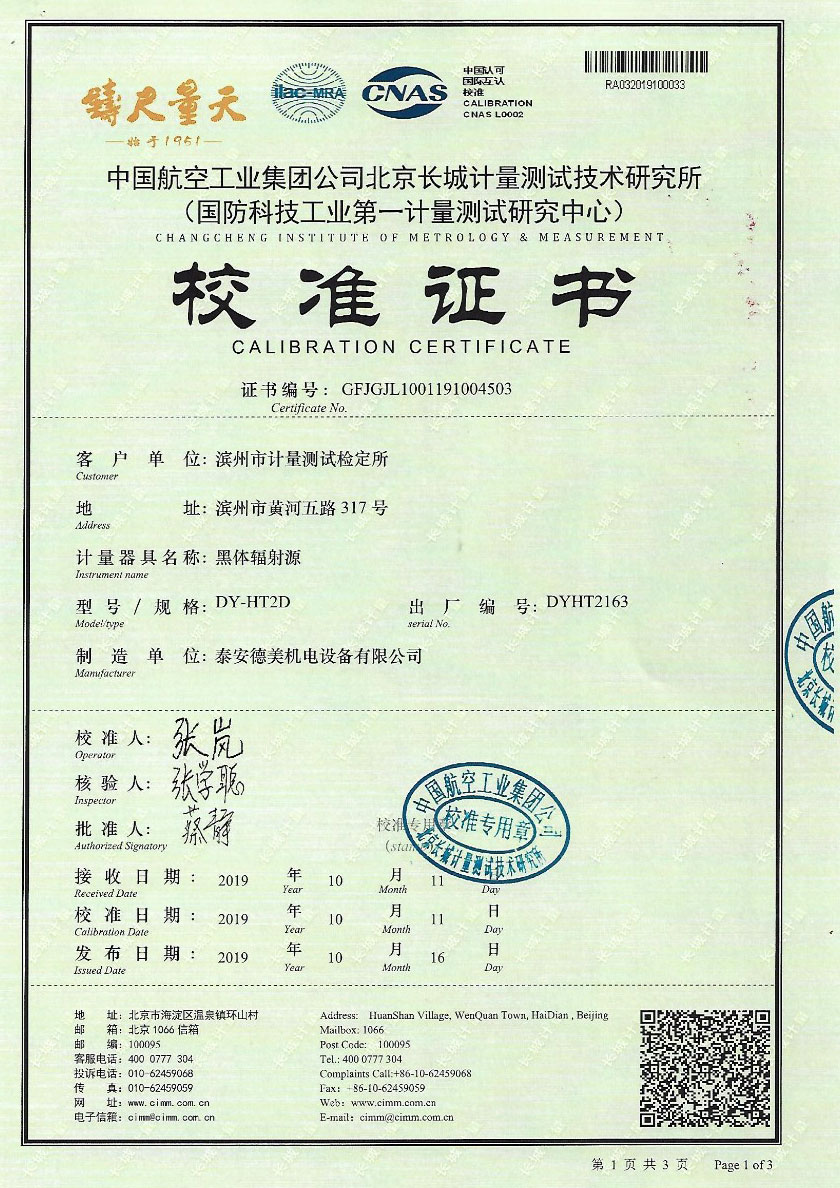 铸尺量天
始于1951
ilac-MRA
CNAS
中国认可
国际互认
校准
CALIBRATION
CNAS L0002
RA032019100033
中国航空工业集团公司北京长城计量测试技术研究所
（国防科技工业第一计量测试研究中心）
CHANGCHENG INSTITUTE OF METROLOGY & MEASUREMENT
校准证书
CALIBRATION CERTIFICATE
证书编号: GFJGJL1001191004503
Certificate No.
客户单位: 滨州市计量测试检定所
Customer
地址: 滨州市黄河五路 317 号
Address
计量器具名称: 黑体辐射源
Instrument name
型号/规格: DY-HT2D 出厂编号: DYHT2163
Model/type serial No.
制造单位: 泰安德美机电设备有限公司
Manufacturer
校准人: 张岚
Operator
核验人: 张学聪
Inspector
批准人: 蔡静
Authorized Signatory
中国航空工业集团公司
校准专用章
北京长城计量测试技术研究所
接收日期: 2019 年 10 月 11
Received Date Year Month Day
校准日期: 2019 年 10 月 11 日
Calibration Date Year Month Day
发布日期: 2019 年 10 月 16 日
Issued Date Year Month Day
地址: 北京市海淀区温泉镇环山村 Address: HuanShan Village, WenQuan Town, HaiDian , Beijing
邮箱: 北京 1066 信箱 Mailbox: 1066
邮编: 100095 Post Code: 100095
客服电话: 400 0777 304 Tel.: 400 0777 304
投诉电话: 010-62459068 Complaints Call:+86-10-62459068
传真: 010-62459059 Fax: +86-10-62459059
网址: www.cimm.com.cn Web: www.cimm.com.cn
电子信箱: cimm@cimm.com.cn E-mail: cimm@cimm.com.cn
第 1 页 共 3 页 Page 1 of 3